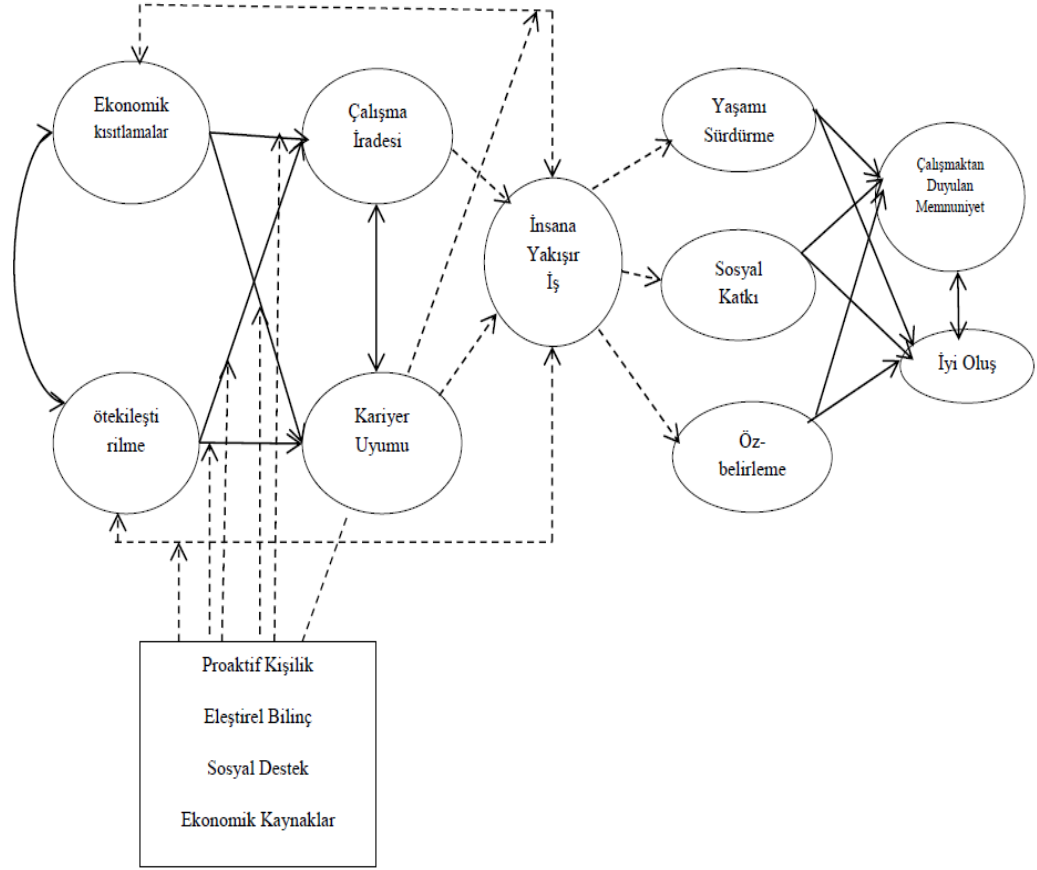 Ekonomik
kısıtlamalar
Çalışma
İradesi
Yaşamı
Sürdürme
Çalışmaktan
Duyulan
Memnuniyet
İnsana
Yakışır
İş
Sosyal
Katkı
İyi Oluş
ötekileşti
rilme
Kariyer
Uyumu
Öz-
belirleme
Proaktif Kişilik
Eleştirel Bilinç
Sosyal Destek
Ekonomik Kaynaklar